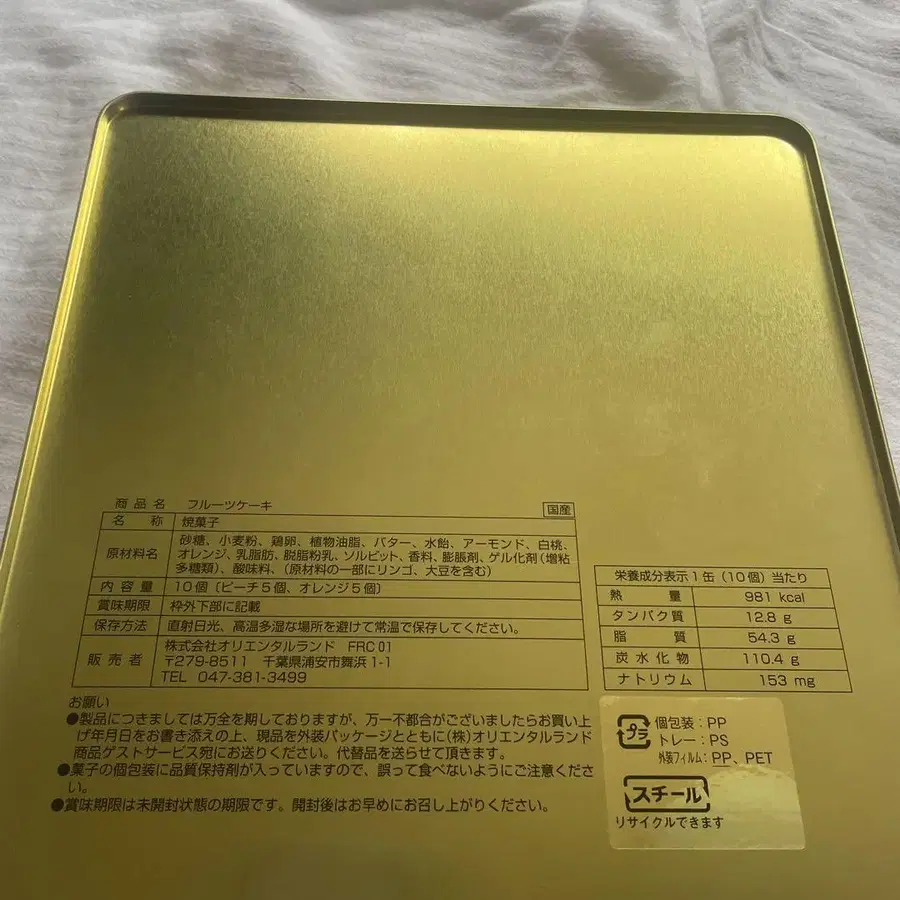 商品名 フルーツケーキ 国産
名称 焼菓子
原材料名 砂糖、小麦粉、鶏卵、植物油脂、バター、水飴、アーモンド、白桃、
オレンジ、乳脂肪、脱脂粉乳、ソルビット、香料、膨脹剤、ゲル化剤(増粘
多糖類)、酸味料、(原材料の一部にリンゴ、大豆を含む)
内容量 10個〔ピーチ5個、オレンジ5個〕
賞味期限 枠外下部に記載
保存方法 直射日光、高温多湿な場所を避けて常温で保存してください。
販売者 株式会社オリエンタルランド FRC01
〒279-8511 千葉県浦安市舞浜1-1
TEL 047-381-3499
お願い
●製品につきましては万全を期しておりますが、万一不都合がございましたらお買い上
げ年月日をお書き添えの上、現品を外装パッケージとともに(株)オリエンタルランド
商品ゲストサービス宛にお送りください。代替品を送らせて頂きます。
●菓子の個包装に品質保持剤が入っていますので、誤って食べないようにご注意くださ
い。
●賞味期限は未開封状態の期限です。開封後はお早めにお召し上がりください。
栄養成分表示1缶(10個)当たり
熱量 981 kcal
タンパク質 12.8 g
脂質 54.3 g
炭水化物 110.4 g
ナトリウム 153 mg
プラ
個包装:PP
トレー:PS
外装フィルム:PP、PET
スチール
リサイクルできます